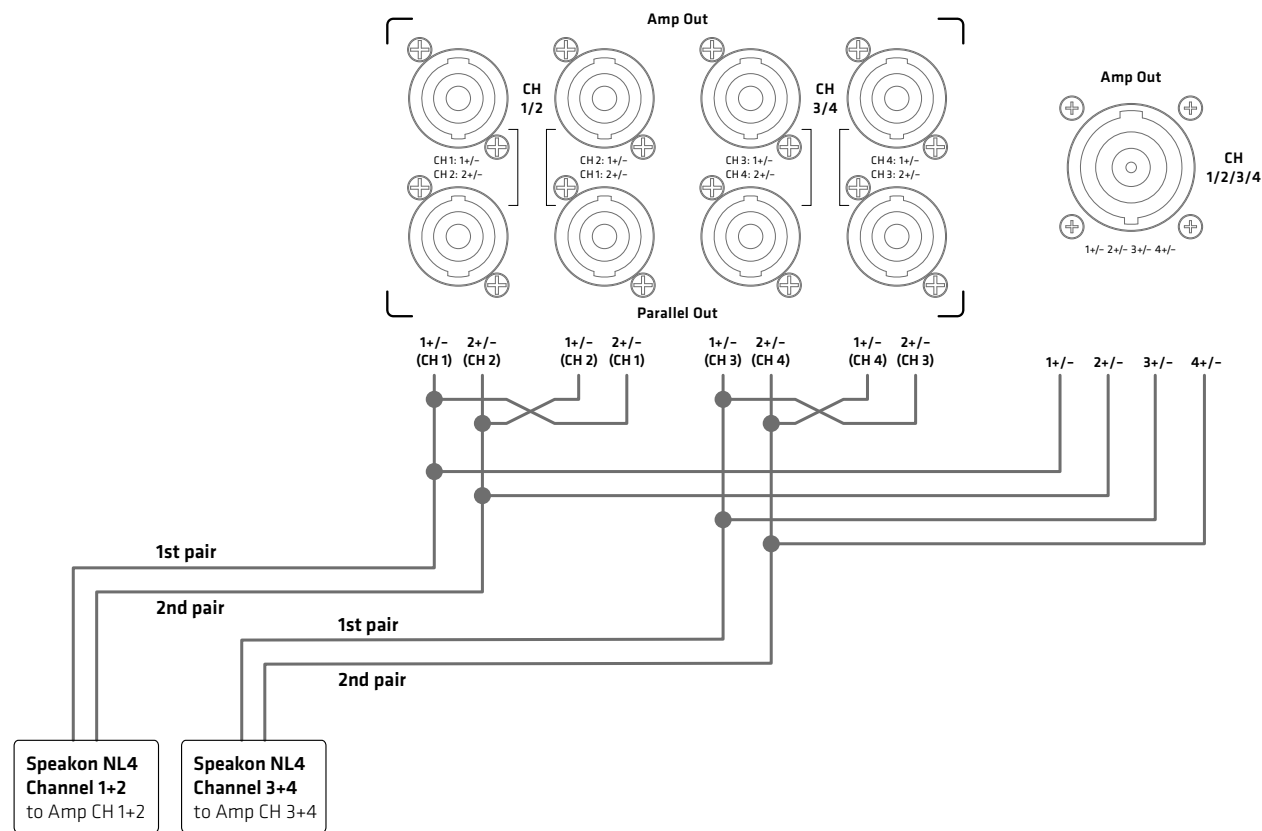 Amp Out
CH
1/2
CH
3/4
CH 1: 1+/–
CH 2: 2+/–
CH 2: 1+/–
CH 1: 2+/–
CH 3: 1+/–
CH 4: 2+/–
CH 4: 1+/–
CH 3: 2+/–
Parallel Out
Amp Out
CH
1/2/3/4
1+/– 2+/– 3+/– 4+/–
1+/–
(CH 1)
2+/–
(CH 2)
1+/–
(CH 2)
2+/–
(CH 1)
1+/–
(CH 3)
2+/–
(CH 4)
1+/–
(CH 4)
2+/–
(CH 3)
1+/–
2+/–
3+/–
4+/–
1st pair
2nd pair
1st pair
2nd pair
Speakon NL4
Channel 1+2
to Amp CH 1+2
Speakon NL4
Channel 3+4
to Amp CH 3+4